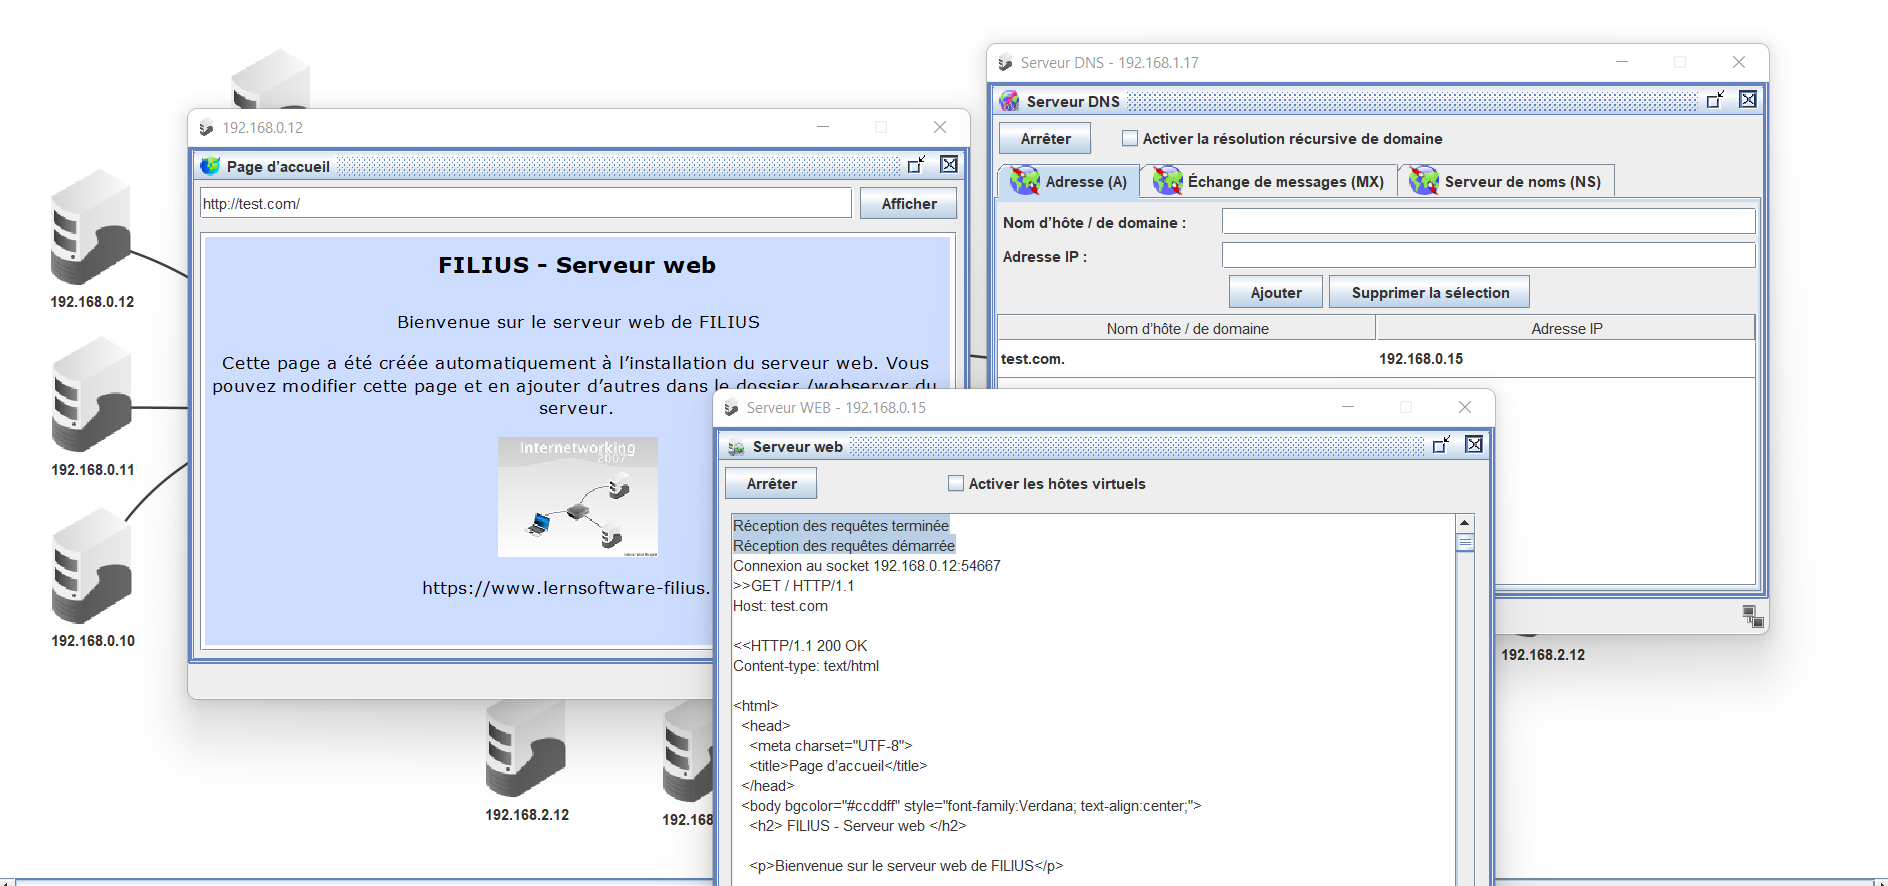 192.168.0.12
192.168.0.11
192.168.0.10
192.168.0.12
Page d'accueil
http://test.com/
Afficher
FILIUS - Serveur web
Bienvenue sur le serveur web de FILIUS
Cette page a été créée automatiquement à l'installation du serveur web. Vous
pouvez modifier cette page et en ajouter d'autres dans le dossier /webserver du
serveur.
Internetworking
2007
https://www.lernsoftware-filius.
Serveur DNS - 192.168.1.17
Serveur DNS
Arrêter
Activer la résolution récursive de domaine
Adresse (A)
Échange de messages (MX)
Serveur de noms (NS)
Nom d'hôte / de domaine :
Adresse IP :
Ajouter
Supprimer la sélection
Nom d'hôte / de domaine
Adresse IP
test.com.
192.168.0.15
Serveur WEB - 192.168.0.15
Serveur web
Arrêter
Activer les hôtes virtuels
Réception des requêtes terminée
Réception des requêtes démarrée
Connexion au socket 192.168.0.12:54667
>>GET / HTTP/1.1
Host: test.com
<<HTTP/1.1 200 OK
Content-type: text/html
<html>
<head>
<meta charset="UTF-8">
<title>Page d'accueil</title>
</head>
<body bgcolor="#ccddff" style="font-family:Verdana; text-align:center;">
<h2> FILIUS - Serveur web </h2>
<p>Bienvenue sur le serveur web de FILIUS</p>
192.168.2.12
192.168.2.12
192.168